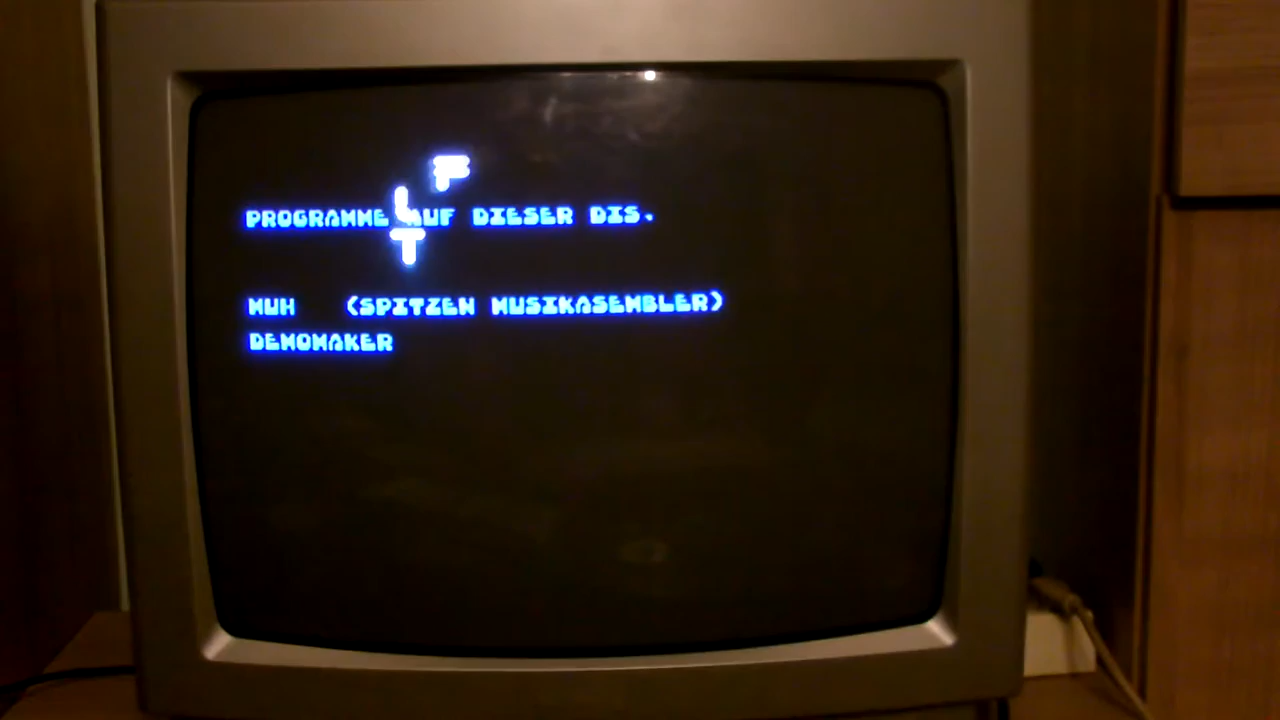 F
L
PROGRAMME AUF DIESER DIS.
T
MUH (SPITZEN MUSIKASEMBLER)
DEMOMAKER